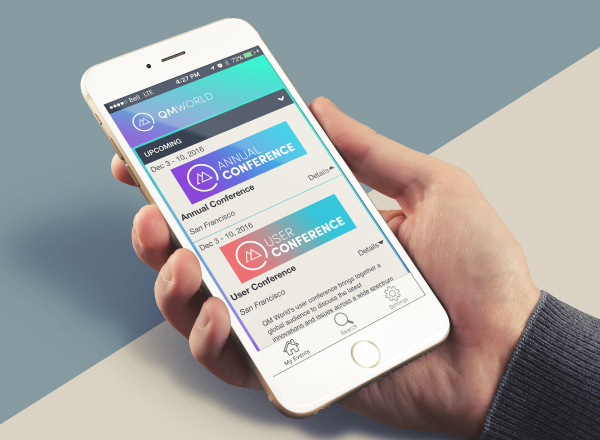 Bell LTE 4:27 PM 72%
QMWORLD
UPCOMING
Dec 3 - 10, 2016
ANNUAL
CONFERENCE
Annual Conference
Details
San Francisco
Dec 3 - 10, 2016
USER
CONFERENCE
User Conference
Details
San Francisco
QM World's user conference brings together a
global audience to discuss the latest
innovations and issues across a wide spectrum
My Events
Search
Settings